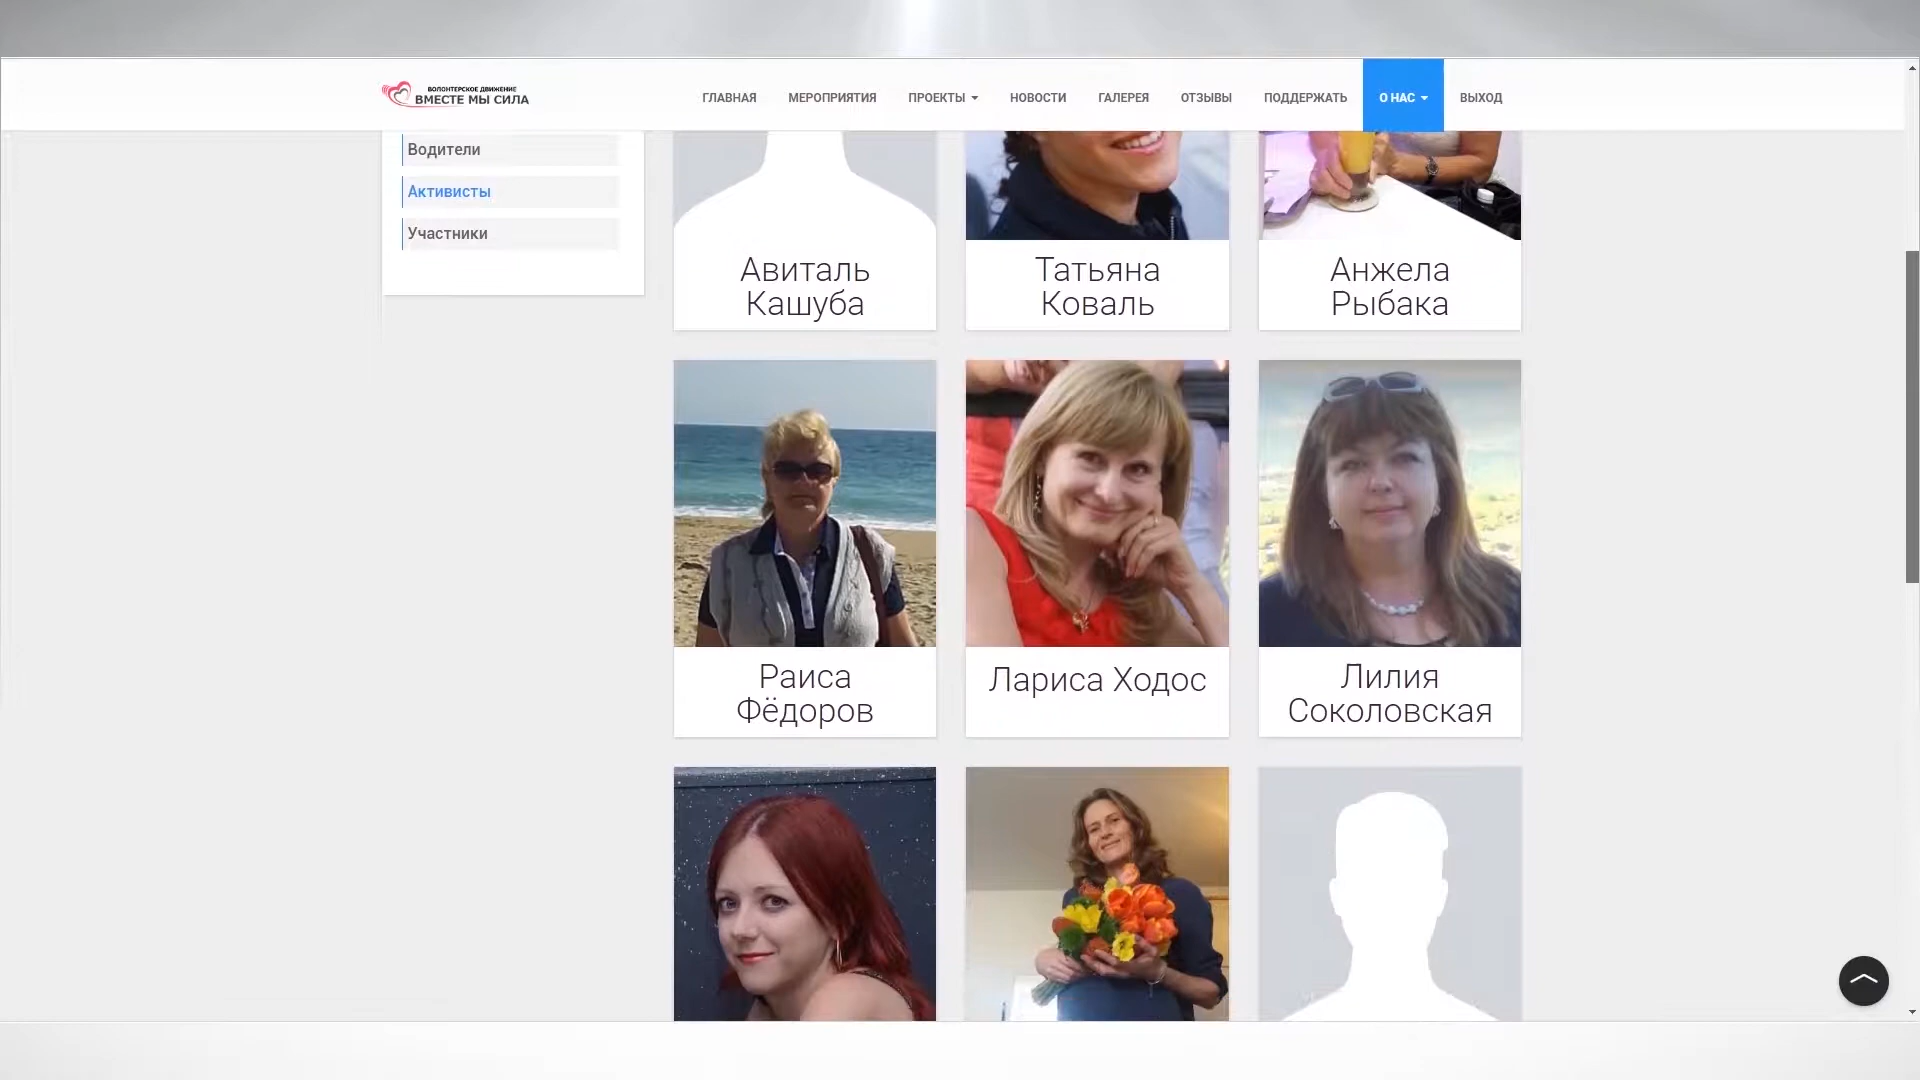 ВОЛОНТЕРСКОЕ ДВИЖЕНИЕ
ВМЕСТЕ МЫ СИЛА
ГЛАВНАЯ МЕРОПРИЯТИЯ ПРОЕКТЫ НОВОСТИ ГАЛЕРЕЯ ОТЗЫВЫ ПОДДЕРЖАТЬ О НАС ВЫХОД
Водители
Активисты
Участники
Авиталь
Кашуба
Татьяна
Коваль
Анжела
Рыбака
Раиса
Фёдоров
Лариса Ходос
Лилия
Соколовская